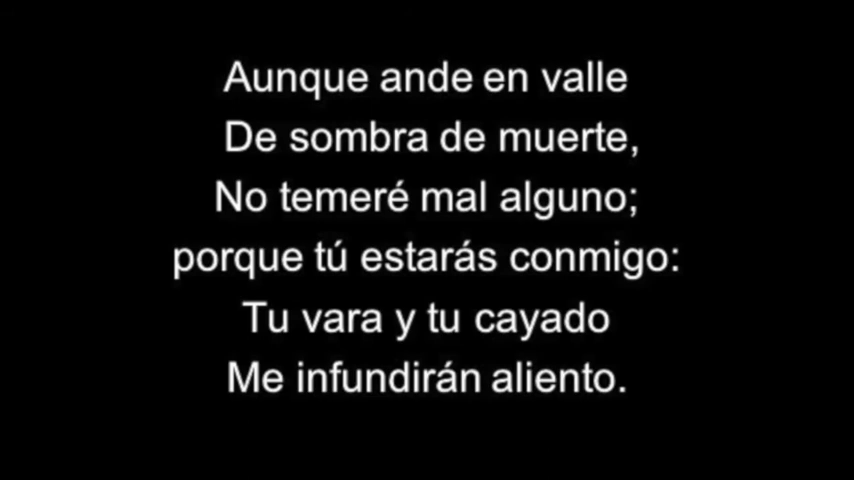 Aunque ande en valle
De sombra de muerte,
No temeré mal alguno;
porque tú estarás conmigo:
Tu vara y tu cayado
Me infundirán aliento.